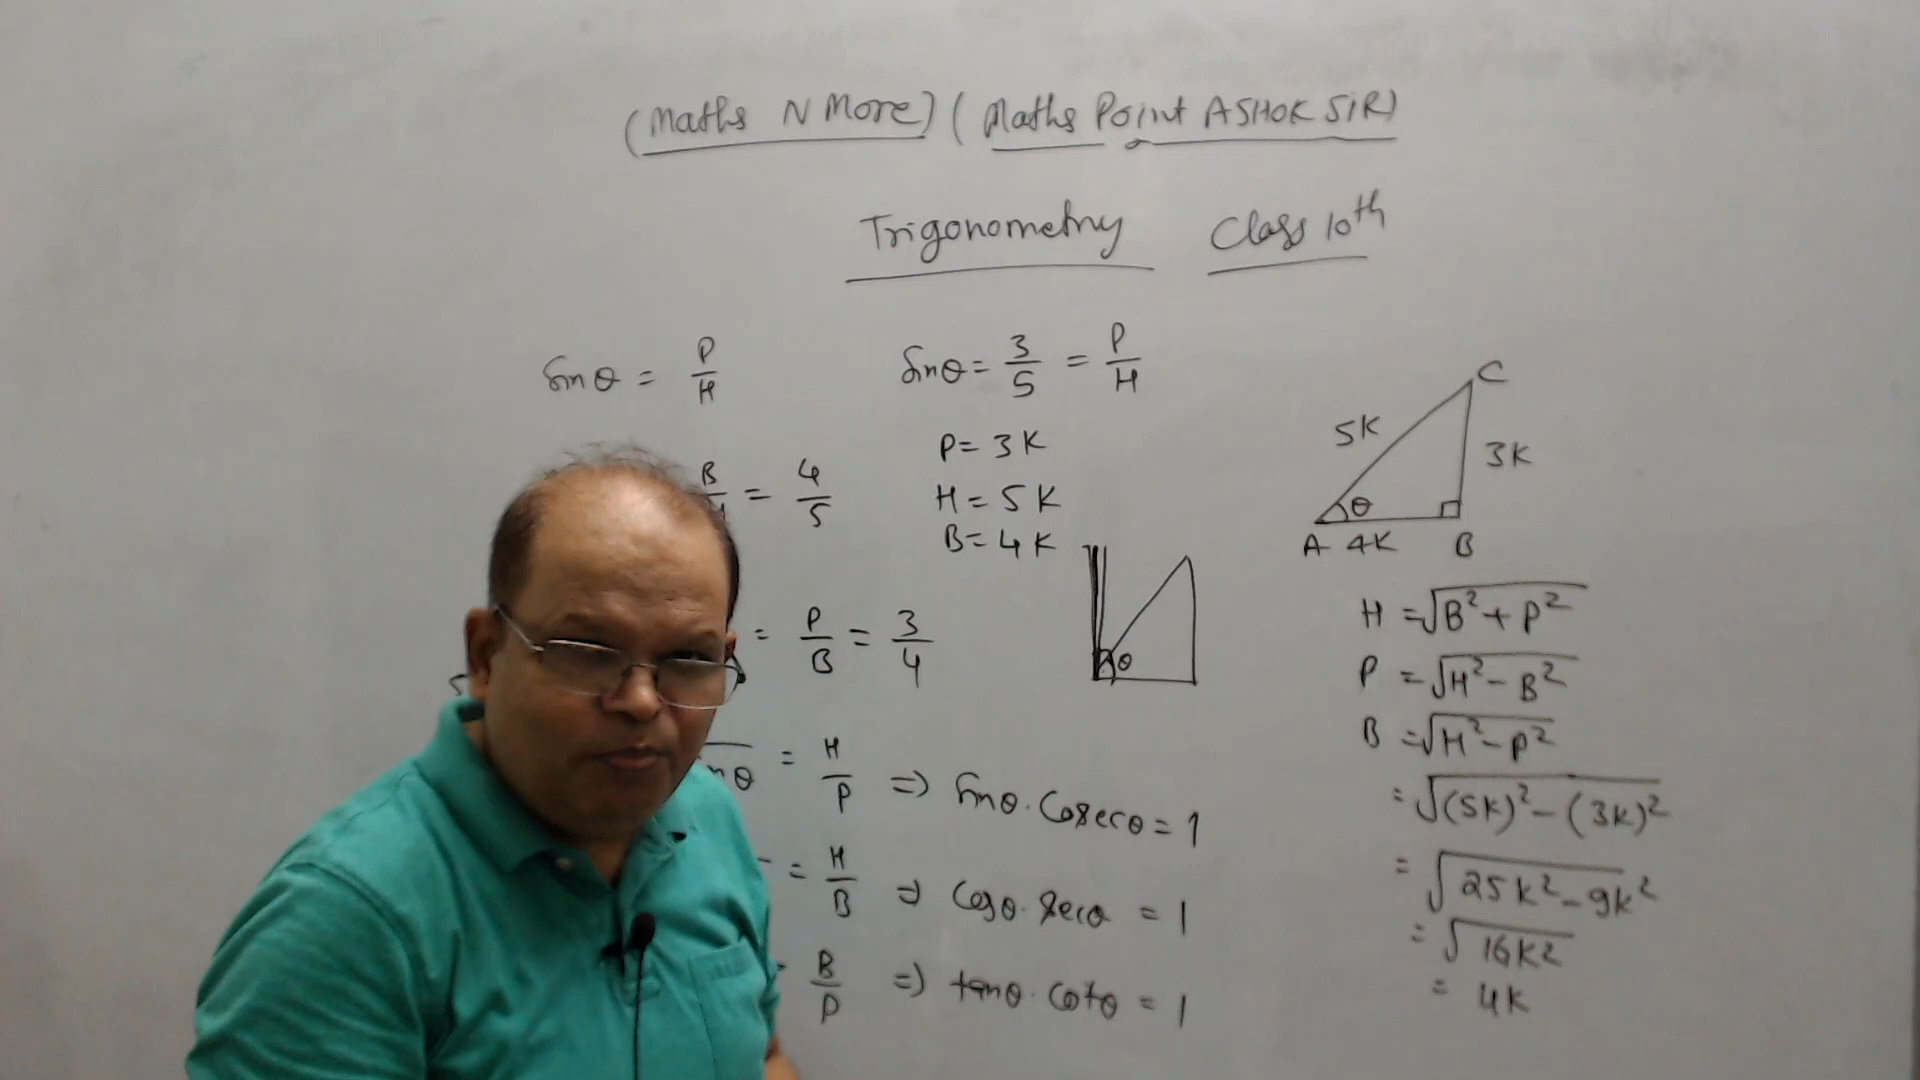 (Maths N More) (Maths Point ASHOK SIR)
Trigonometry Class 10th
Sinθ = P/H
Sinθ = 3/5 = P/H
P = 3K
B/H = 4/5
H = 5K
B = 4K
= P/B = 3/4
C
5K
3K
θ
A 4K B
θ
H = √B² + P²
P = √H² - B²
B = √H² - P²
= √(5K)² - (3K)²
= √25K² - 9K²
= √16K²
= 4K
nθ = H/P => Sinθ. Cosecθ = 1
= H/B => Cosθ. Secθ = 1
B/P => tanθ. Cotθ = 1